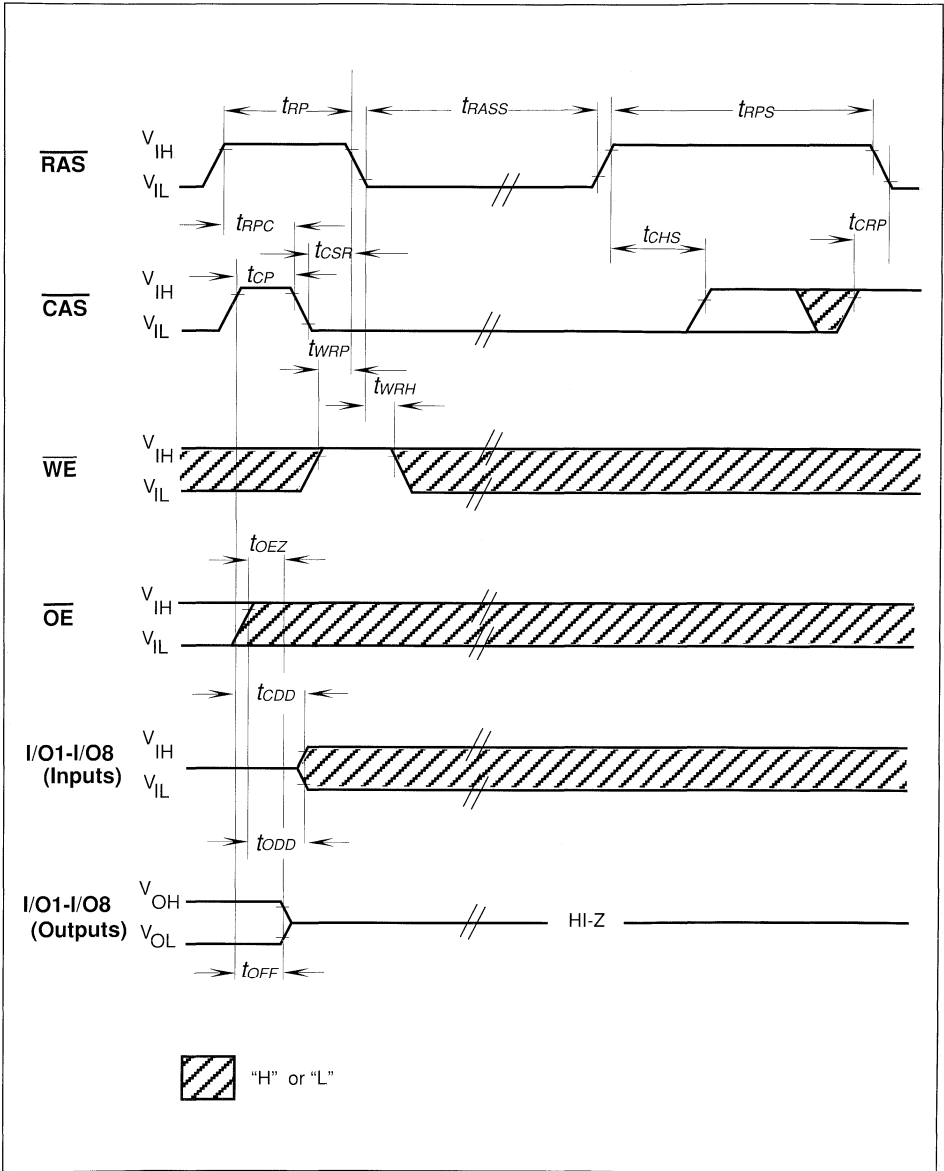 tRP
tRASS
tRPS
RAS
VIH
VIL
tRPC
tCSR
tCHS
tCRP
tCP
CAS
VIH
VIL
tWRP
tWRH
WE
VIH
VIL
tOEZ
OE
VIH
VIL
tCDD
I/O1-I/O8
(Inputs)
VIH
VIL
tODD
I/O1-I/O8
(Outputs)
VOH
VOL
HI-Z
tOFF
“H” or “L”